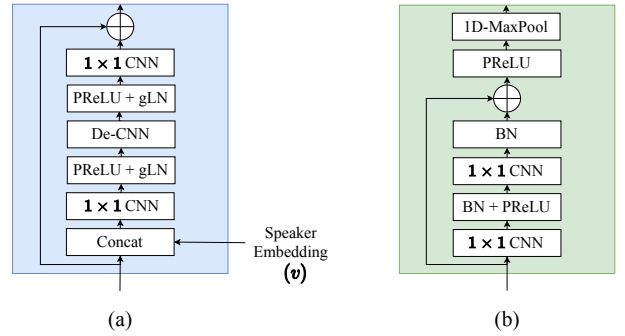 1 × 1 CNN
PReLU + gLN
De-CNN
PReLU + gLN
1 × 1 CNN
Concat
Speaker
Embedding
(v)
(a)
1D-MaxPool
PReLU
BN
1 × 1 CNN
BN + PReLU
1 × 1 CNN
(b)